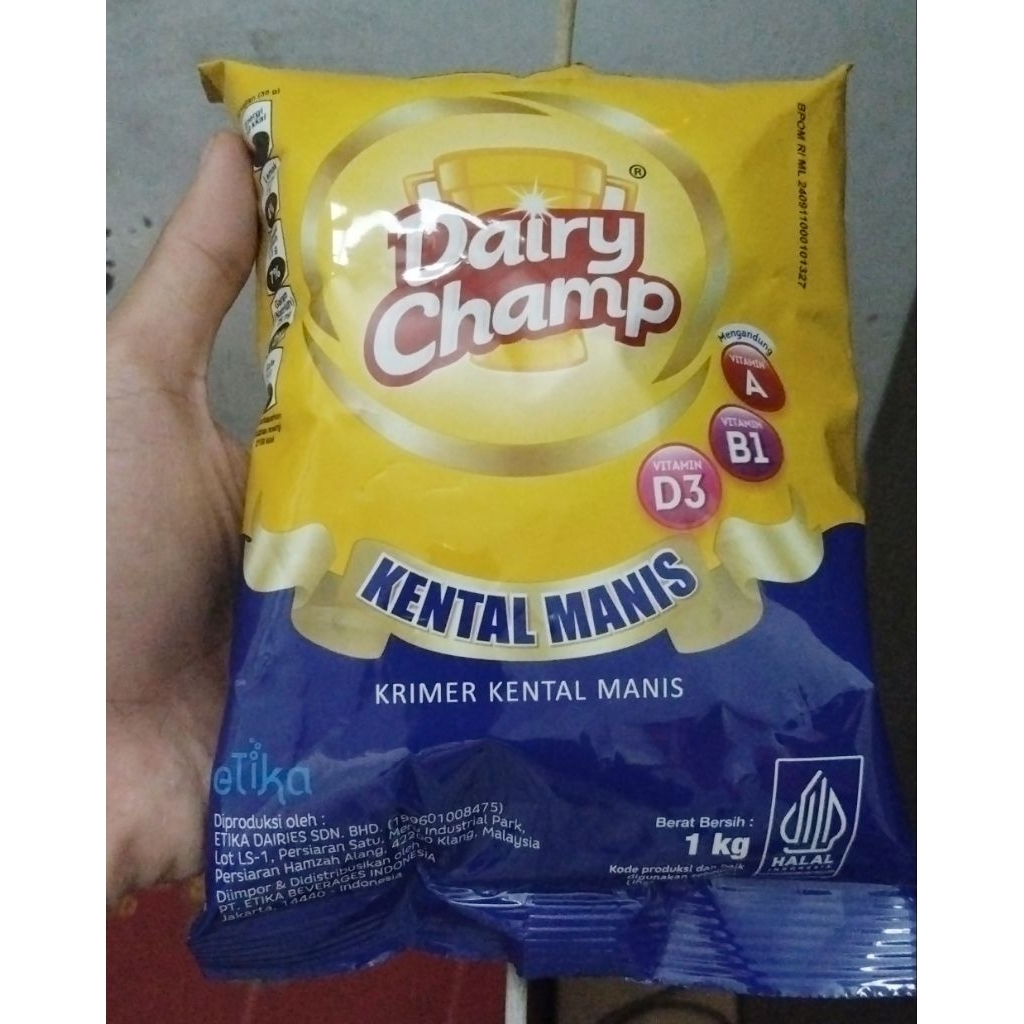 Dairy
Champ
®
BPOM RI ML 240911000101327
Mengandung
VITAMIN
A
VITAMIN
B1
VITAMIN
D3
KENTAL MANIS
KRIMER KENTAL MANIS
eTika
Diproduksi oleh :
ETIKA DAIRIES SDN. BHD. (199601008475)
Lot LS-1, Persiaran Satu, Meru Industrial Park,
Persiaran Hamzah Alang, 42200 Klang, Malaysia
Diimpor & Didistribusikan oleh
PT. ETIKA BEVERAGES INDONESIA
Jakarta, 14440 - Indonesia
Berat Bersih :
1 kg
Kode produksi dan baik
digunakan
HALAL
INDONESIA